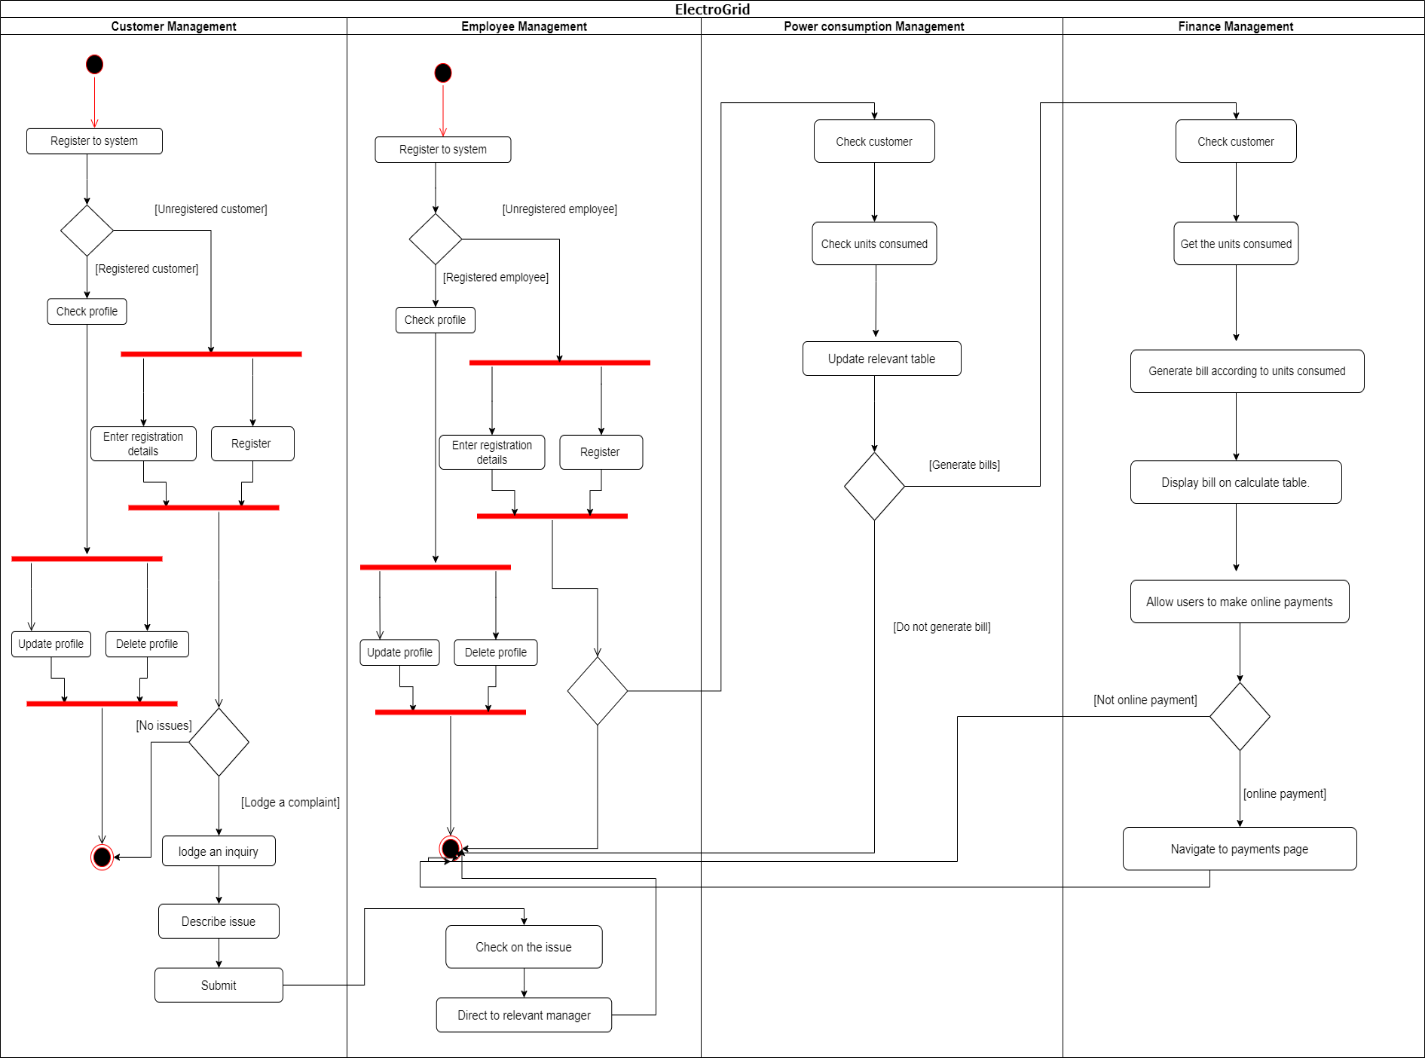 ElectroGrid
Customer Management
Employee Management
Power consumption Management
Finance Management
Register to system
[Unregistered customer]
[Registered customer]
Check profile
Enter registration
details
Register
Update profile
Delete profile
[No issues]
[Lodge a complaint]
lodge an inquiry
Describe issue
Submit
Register to system
[Unregistered employee]
[Registered employee]
Check profile
Enter registration
details
Register
Update profile
Delete profile
Check on the issue
Direct to relevant manager
Check customer
Check units consumed
Update relevant table
[Generate bills]
[Do not generate bill]
Check customer
Get the units consumed
Generate bill according to units consumed
Display bill on calculate table.
Allow users to make online payments
[Not online payment]
[online payment]
Navigate to payments page